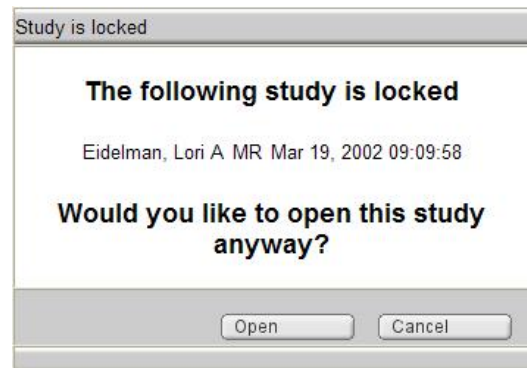 Study is locked
The following study is locked
Eidelman, Lori A MR Mar 19, 2002 09:09:58
Would you like to open this study
anyway?
Open
Cancel